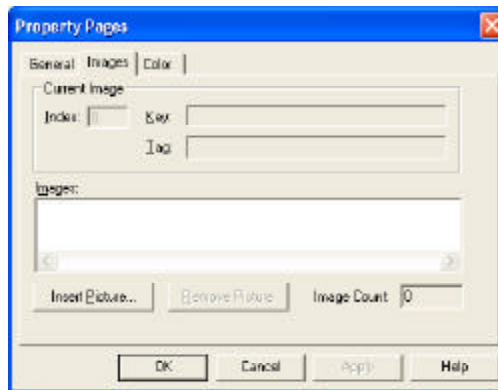 Property Pages
General Images Color
Current Image
Index: Key:
Tag:
Images:
Insert Picture... Remove Picture Image Count: 0
OK Cancel Apply Help